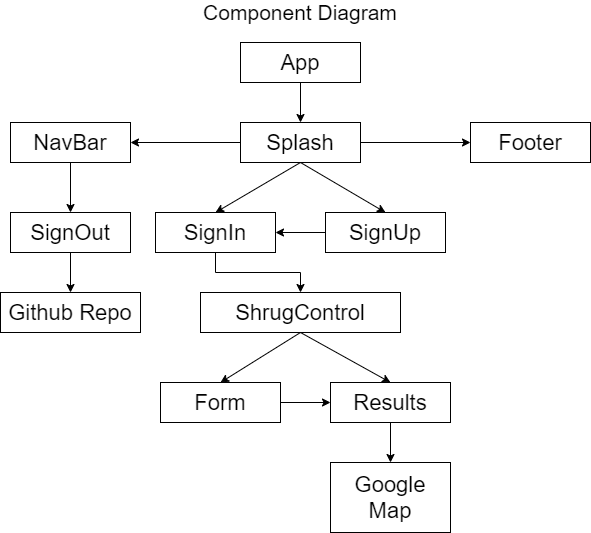 Component Diagram
App
NavBar
Splash
Footer
SignOut
SignIn
SignUp
Github Repo
ShrugControl
Form
Results
Google
Map